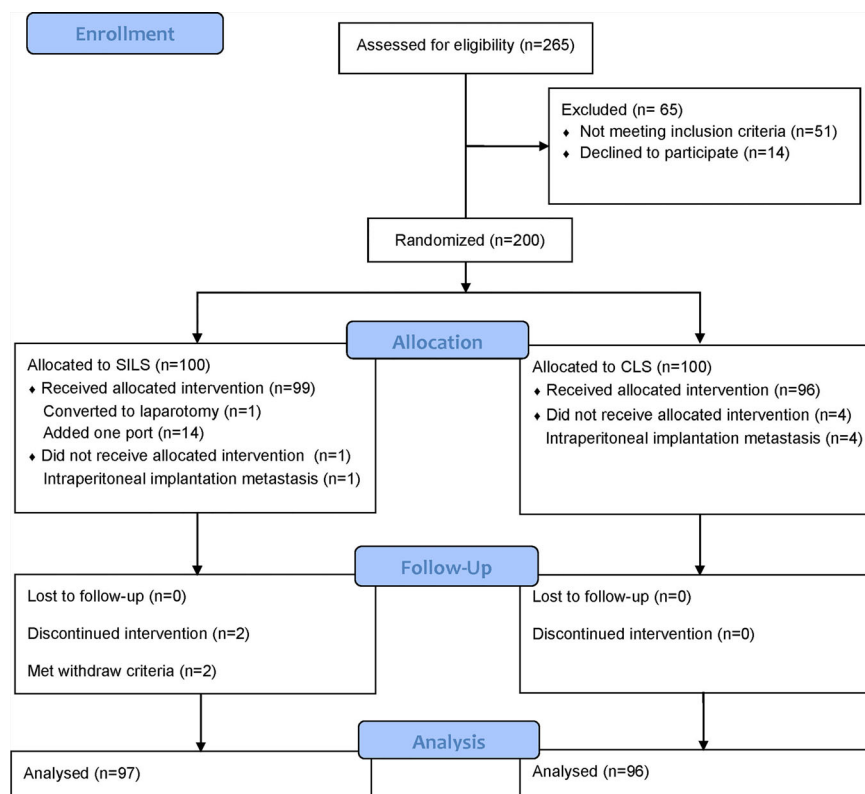 Enrollment
Assessed for eligibility (n=265)
Excluded (n= 65)
♦ Not meeting inclusion criteria (n=51)
♦ Declined to participate (n=14)
Randomized (n=200)
Allocation
Allocated to SILS (n=100)
♦ Received allocated intervention (n=99)
Converted to laparotomy (n=1)
Added one port (n=14)
♦ Did not receive allocated intervention (n=1)
Intraperitoneal implantation metastasis (n=1)
Allocated to CLS (n=100)
♦ Received allocated intervention (n=96)
♦ Did not receive allocated intervention (n=4)
Intraperitoneal implantation metastasis (n=4)
Follow-Up
Lost to follow-up (n=0)
Discontinued intervention (n=2)
Met withdraw criteria (n=2)
Lost to follow-up (n=0)
Discontinued intervention (n=0)
Analysis
Analysed (n=97)
Analysed (n=96)